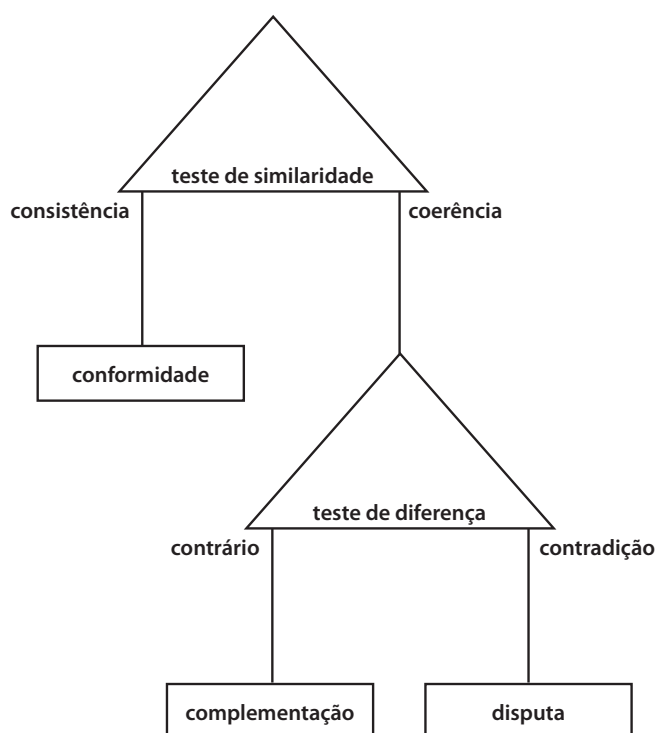 teste de similaridade
consistência
coerência
conformidade
teste de diferença
contrário
contradição
complementação
disputa